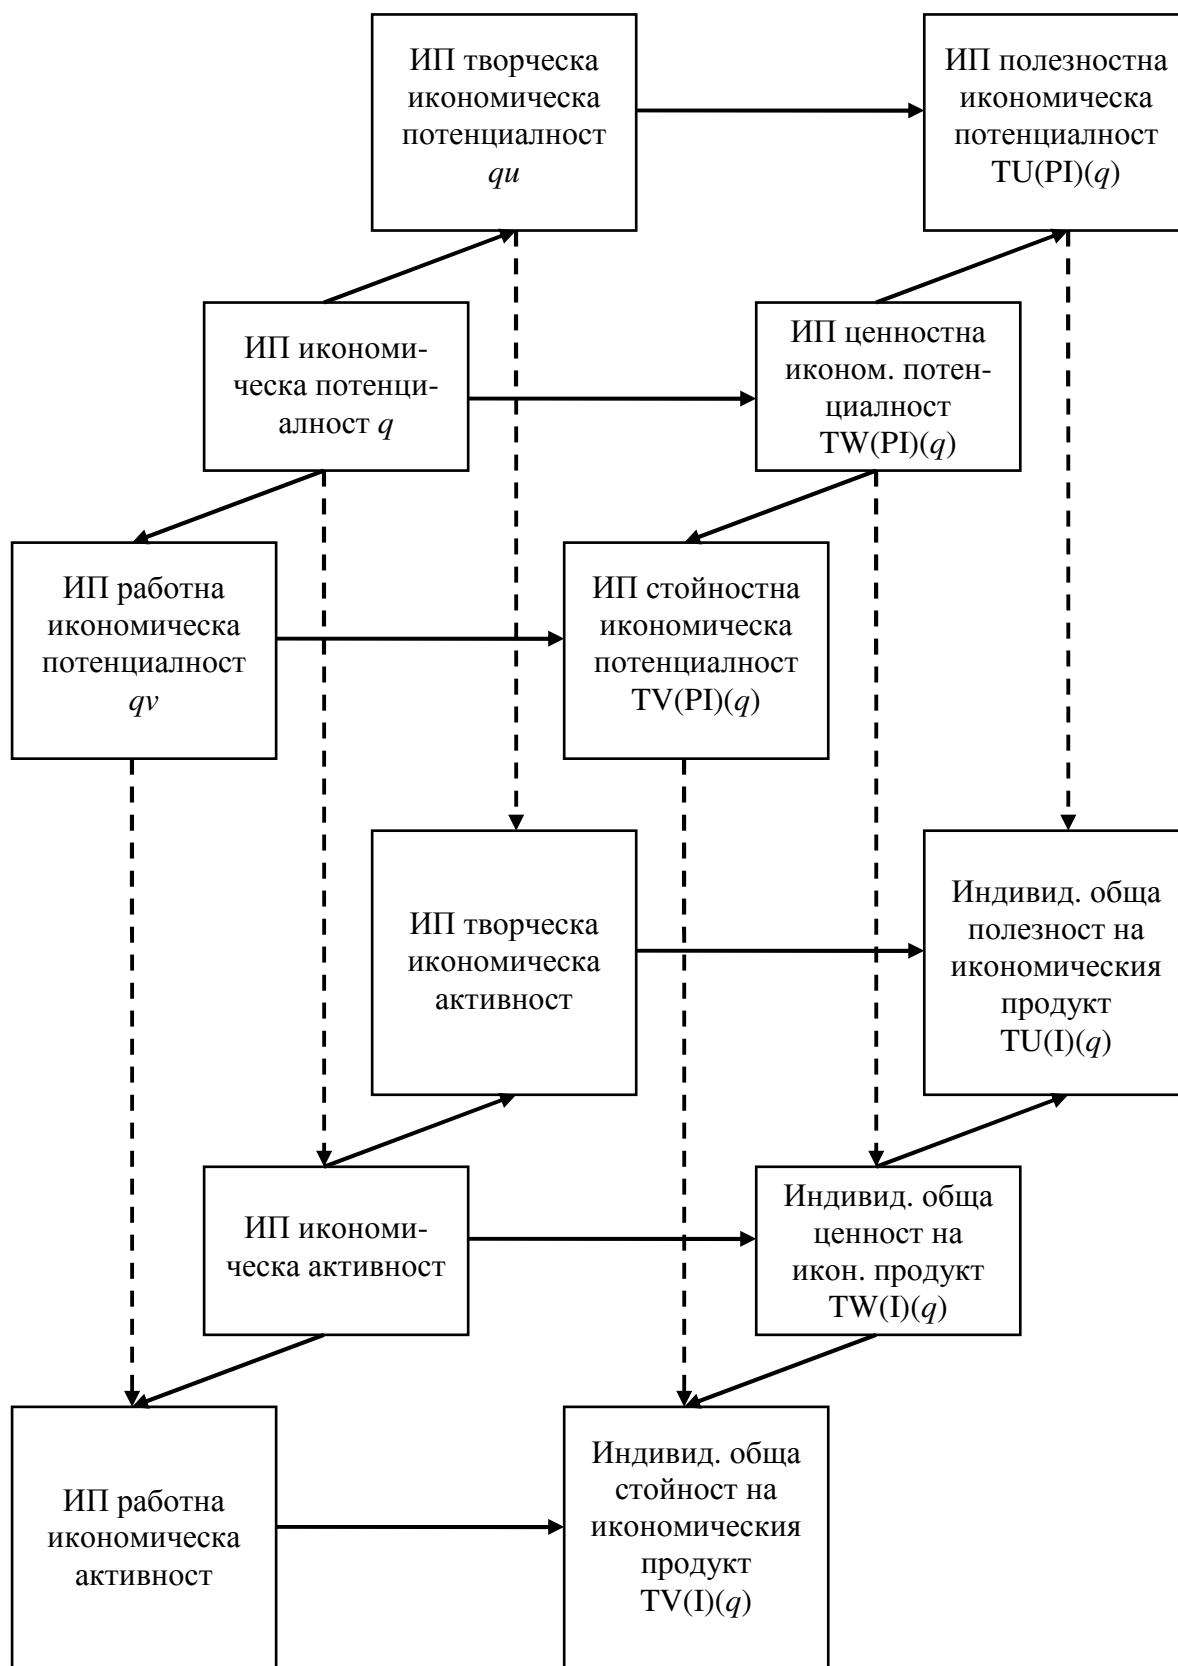 ИП творческа
икономическа
потенциалност
qu
ИП полезностна
икономическа
потенциалност
TU(PI)(q)
ИП икономи-
ческа потенци-
алност q
ИП ценностна
иконом. потен-
циалност
TW(PI)(q)
ИП работна
икономическа
потенциалност
qv
ИП стойностна
икономическа
потенциалност
TV(PI)(q)
ИП творческа
икономическа
активност
Индивид. обща
полезност на
икономическия
продукт
TU(I)(q)
ИП икономи-
ческа активност
Индивид. обща
ценност на
икон. продукт
TW(I)(q)
ИП работна
икономическа
активност
Индивид. обща
стойност на
икономическия
продукт
TV(I)(q)